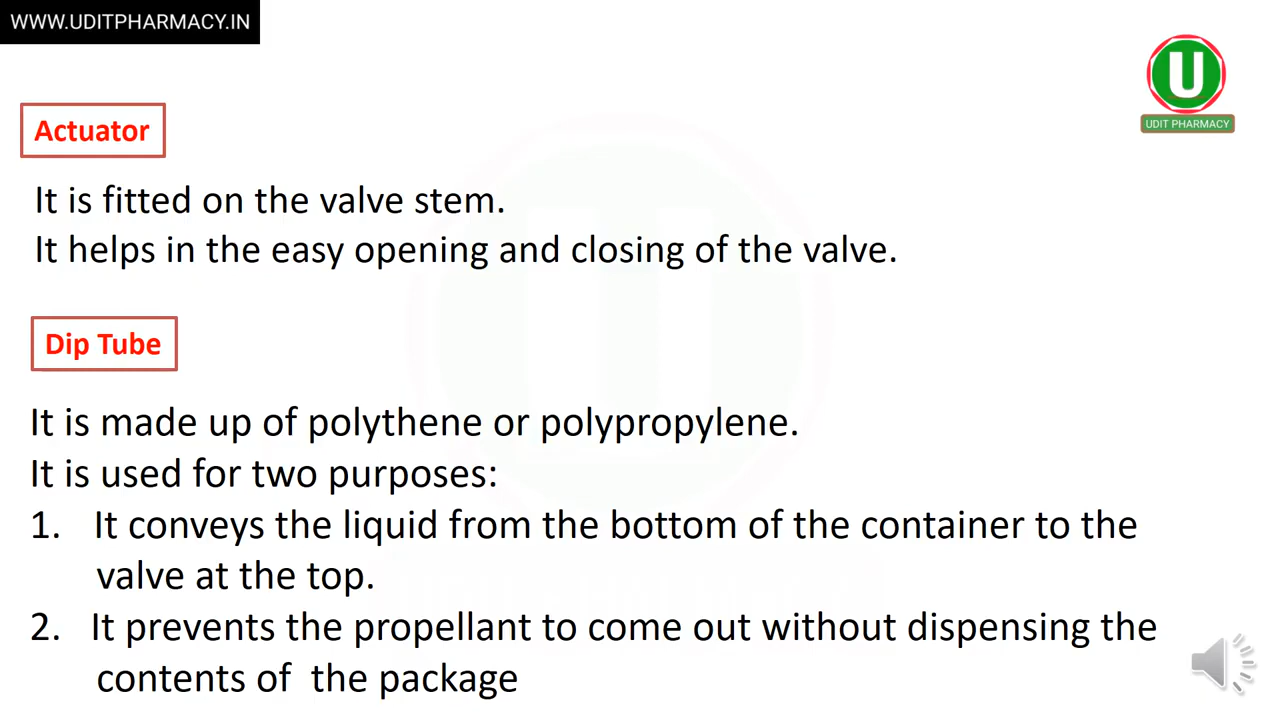 WWW.UDITPHARMACY.IN
U
UDIT PHARMACY
Actuator
It is fitted on the valve stem.
It helps in the easy opening and closing of the valve.
Dip Tube
It is made up of polythene or polypropylene.
It is used for two purposes:
1. It conveys the liquid from the bottom of the container to the
valve at the top.
2. It prevents the propellant to come out without dispensing the
contents of the package